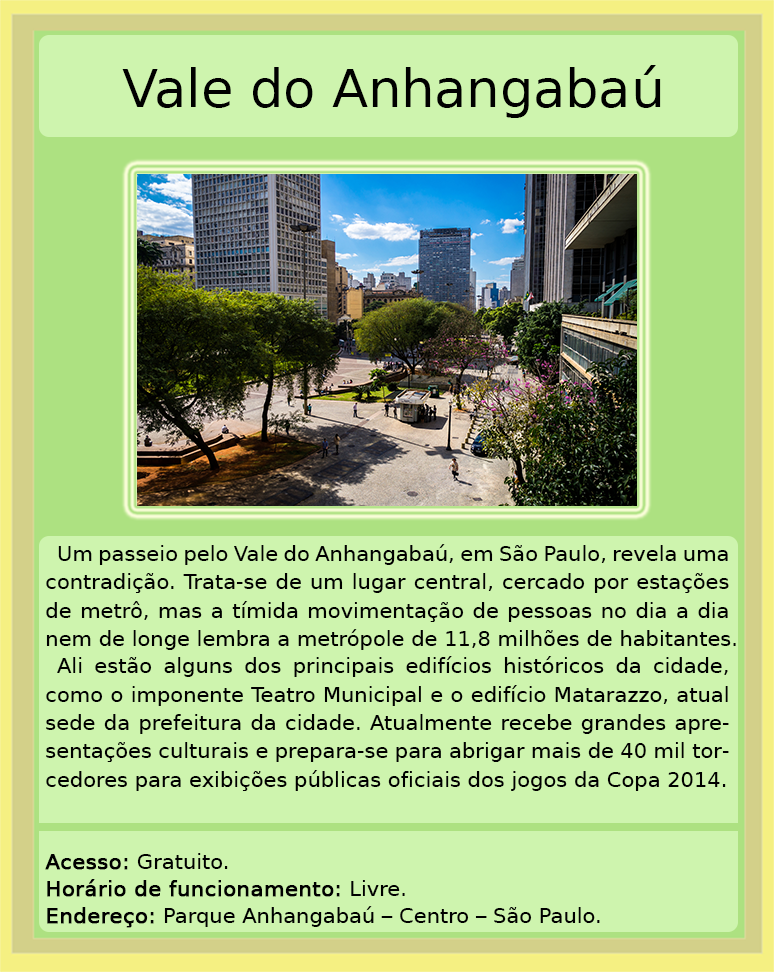 Vale do Anhangabaú
Um passeio pelo Vale do Anhangabaú, em São Paulo, revela uma
contradição. Trata-se de um lugar central, cercado por estações
de metrô, mas a tímida movimentação de pessoas no dia a dia
nem de longe lembra a metrópole de 11,8 milhões de habitantes.
Ali estão alguns dos principais edifícios históricos da cidade,
como o imponente Teatro Municipal e o edifício Matarazzo, atual
sede da prefeitura da cidade. Atualmente recebe grandes apre-
sentações culturais e prepara-se para abrigar mais de 40 mil tor-
cedores para exibições públicas oficiais dos jogos da Copa 2014.
Acesso: Gratuito.
Horário de funcionamento: Livre.
Endereço: Parque Anhangabaú – Centro – São Paulo.